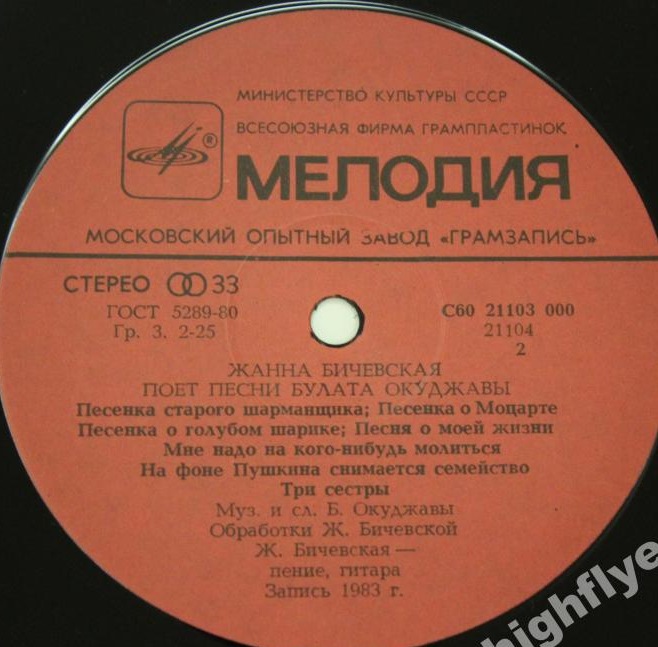 МИНИСТЕРСТВО КУЛЬТУРЫ СССР
ВСЕСОЮЗНАЯ ФИРМА ГРАМПЛАСТИНОК
®
МЕЛОДИЯ
МОСКОВСКИЙ ОПЫТНЫЙ ЗАВОД «ГРАМЗАПИСЬ»
СТЕРЕО 33
ГОСТ 5289-80
Гр. 3. 2-25
С60 21103 000
21104
2
ЖАННА БИЧЕВСКАЯ
ПОЕТ ПЕСНИ БУЛАТА ОКУДЖАВЫ
Песенка старого шарманщика; Песенка о Моцарте
Песенка о голубом шарике; Песня о моей жизни
Мне надо на кого-нибудь молиться
На фоне Пушкина снимается семейство
Три сестры
Муз. и сл. Б. Окуджавы
Обработки Ж. Бичевской
Ж. Бичевская —
пение, гитара
Запись 1983 г.
highflye